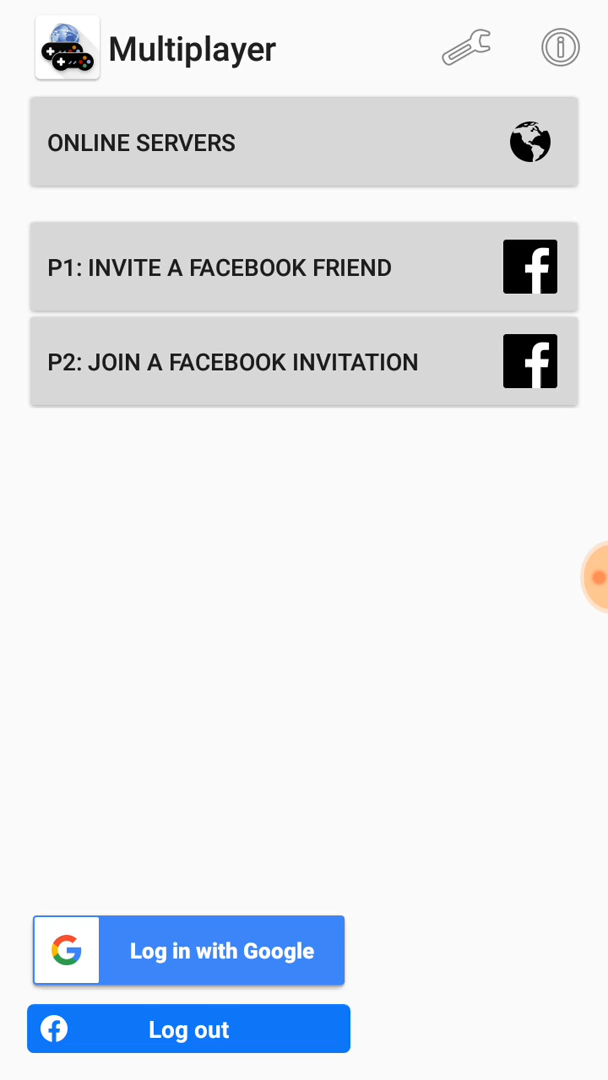 Multiplayer
ONLINE SERVERS
P1: INVITE A FACEBOOK FRIEND
P2: JOIN A FACEBOOK INVITATION
Log in with Google
Log out